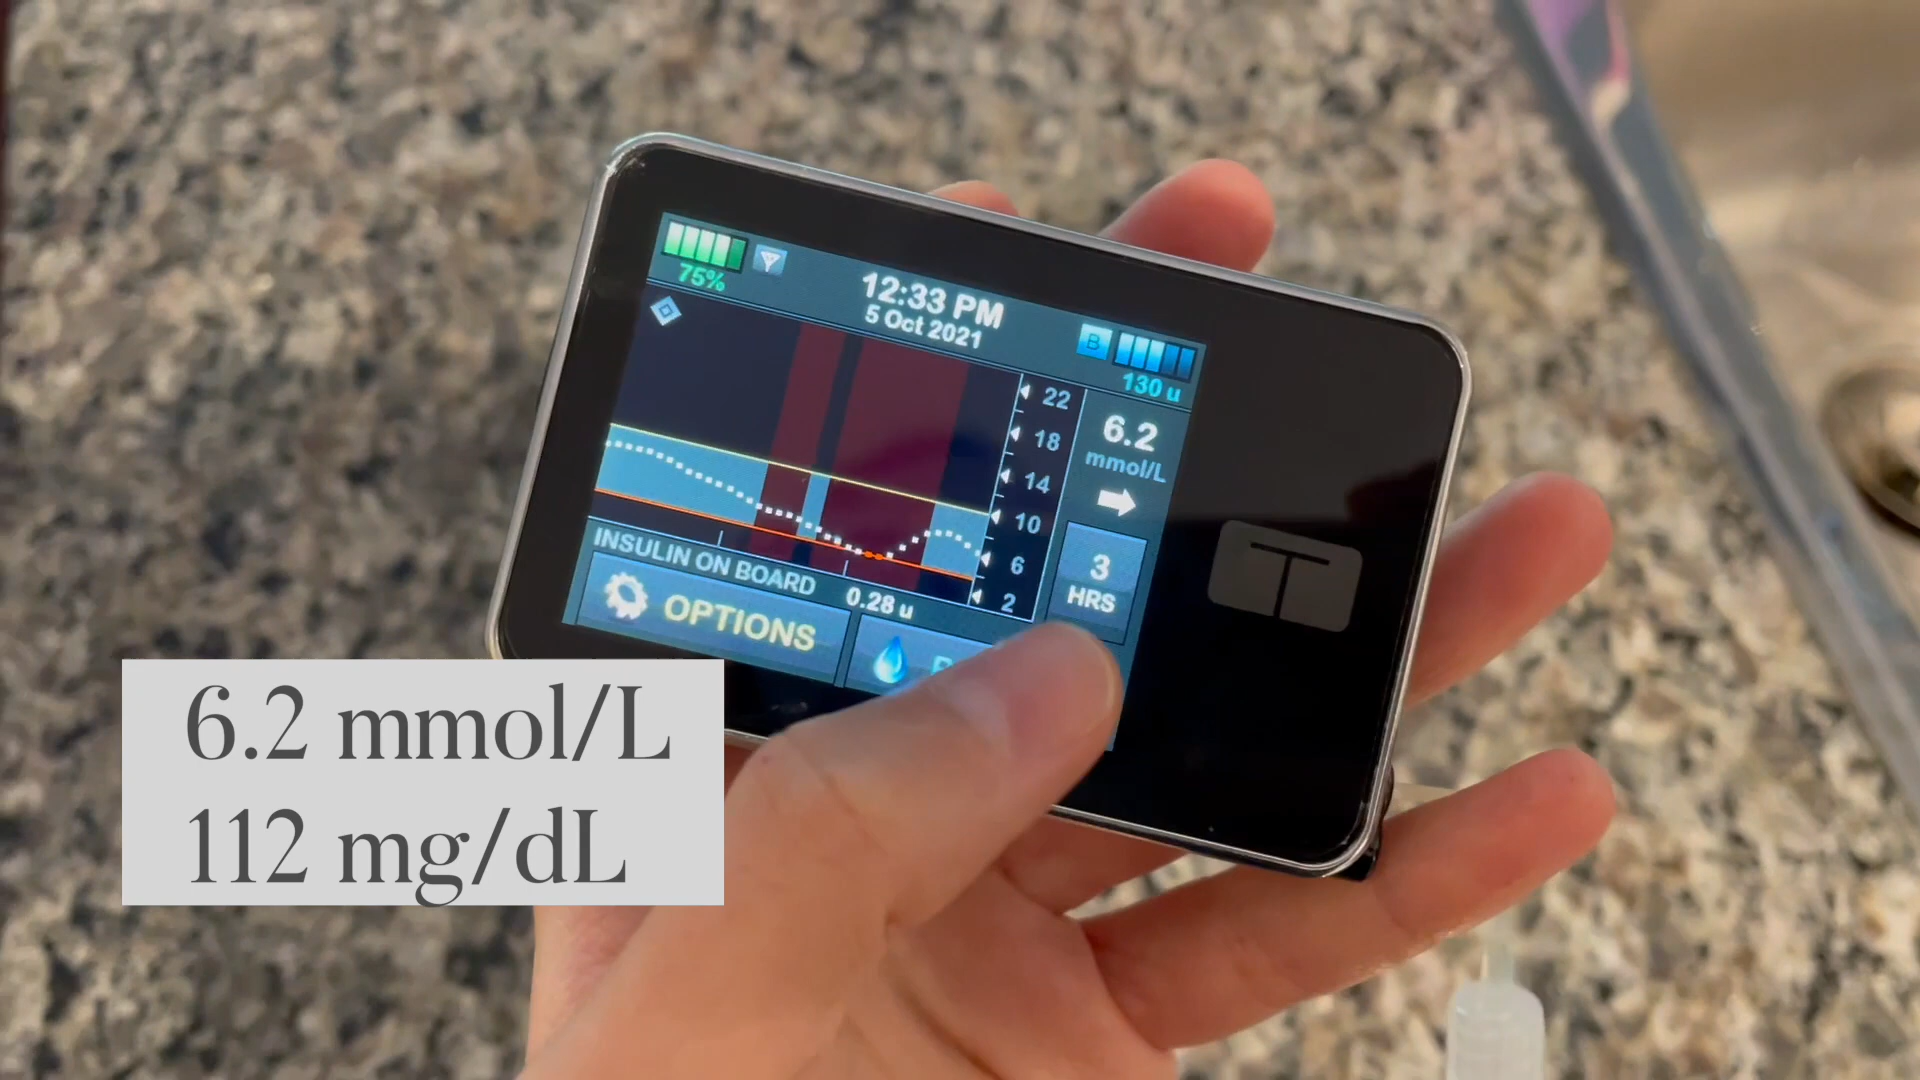 75%
12:33 PM
5 Oct 2021
B
130 u
22
18
14
10
6
2
6.2
mmol/L
3
HRS
INSULIN ON BOARD 0.28 u
OPTIONS
6.2 mmol/L
112 mg/dL